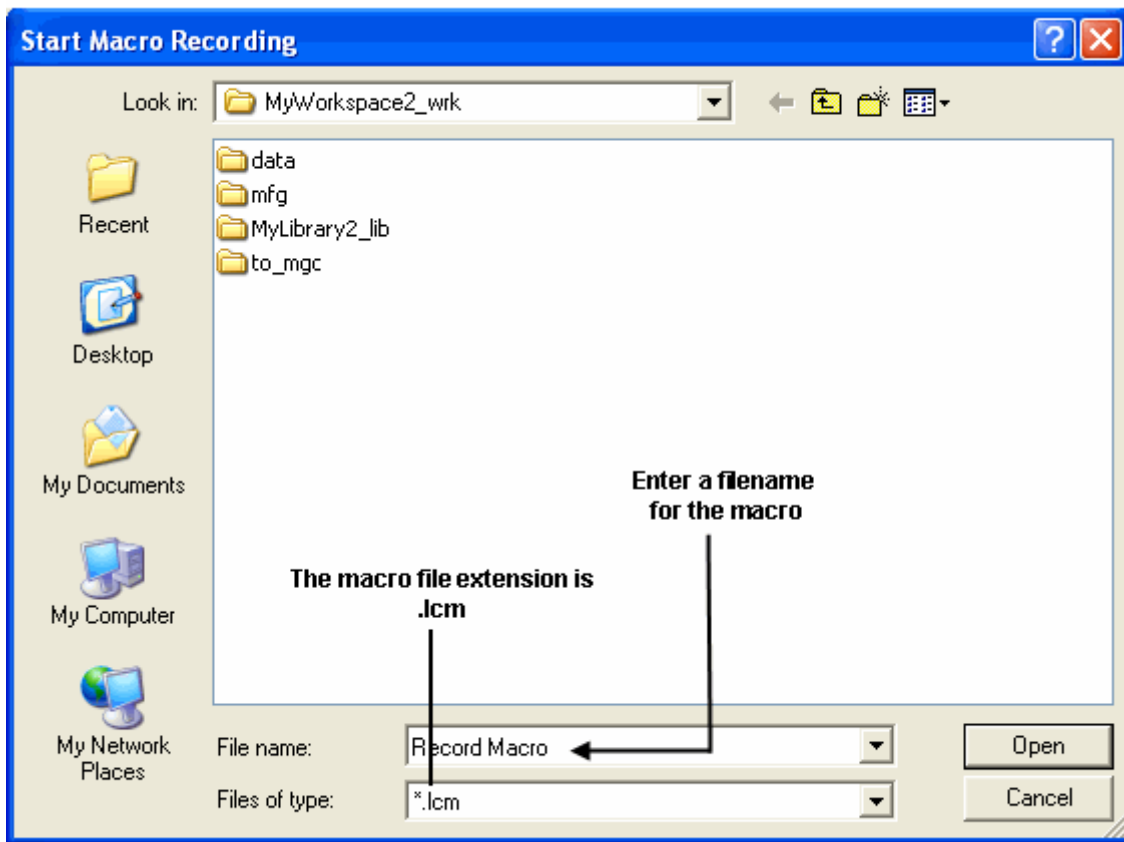 Start Macro Recording
?
Look in:
MyWorkspace2_wrk
Recent
Desktop
My Documents
My Computer
My Network
Places
data
mfg
MyLibrary2_lib
to_mgc
Enter a filename
for the macro
The macro file extension is
.lcm
File name:
Record Macro
Open
Files of type:
*.lcm
Cancel